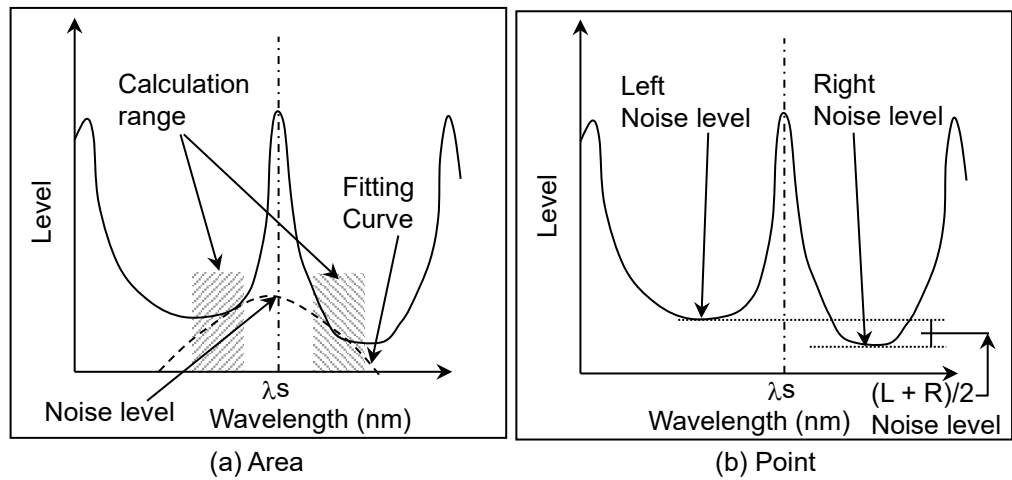 Calculation
range
Fitting
Curve
Level
λs
Noise level
Wavelength (nm)
(a) Area
Left
Noise level
Right
Noise level
Level
λs
Wavelength (nm)
(L + R)/2
Noise level
(b) Point